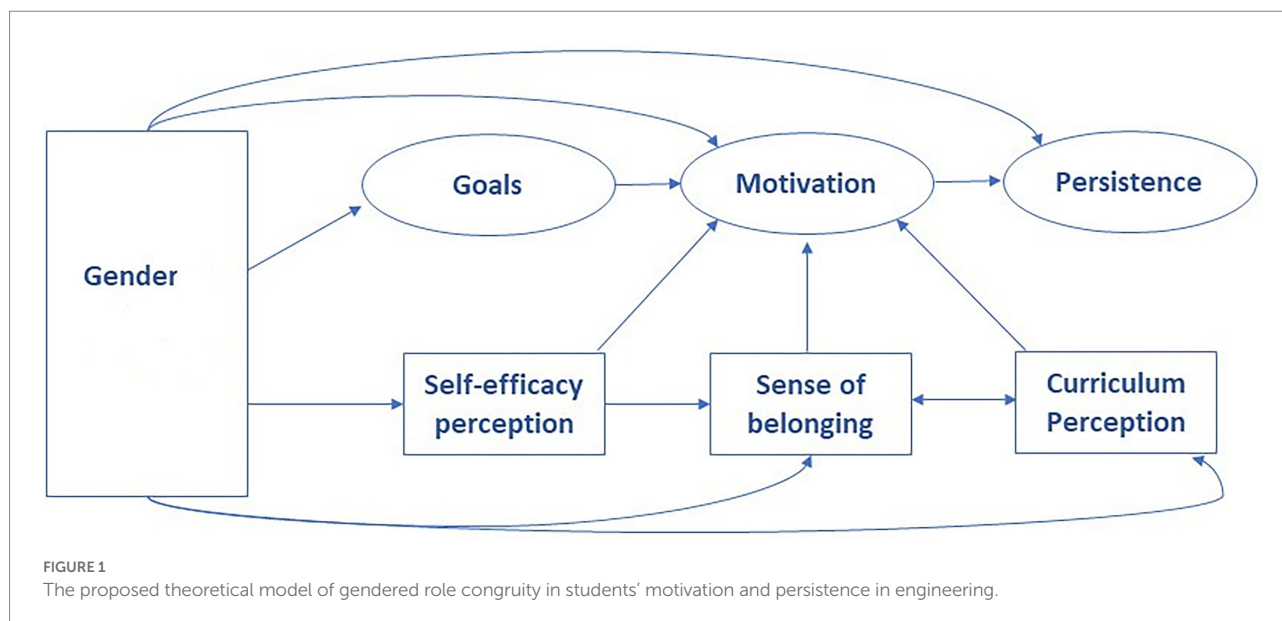 Goals
Motivation
Persistence
Gender
Self-efficacy
perception
Sense of
belonging
Curriculum
Perception
FIGURE 1
The proposed theoretical model of gendered role congruity in students’ motivation and persistence in engineering.